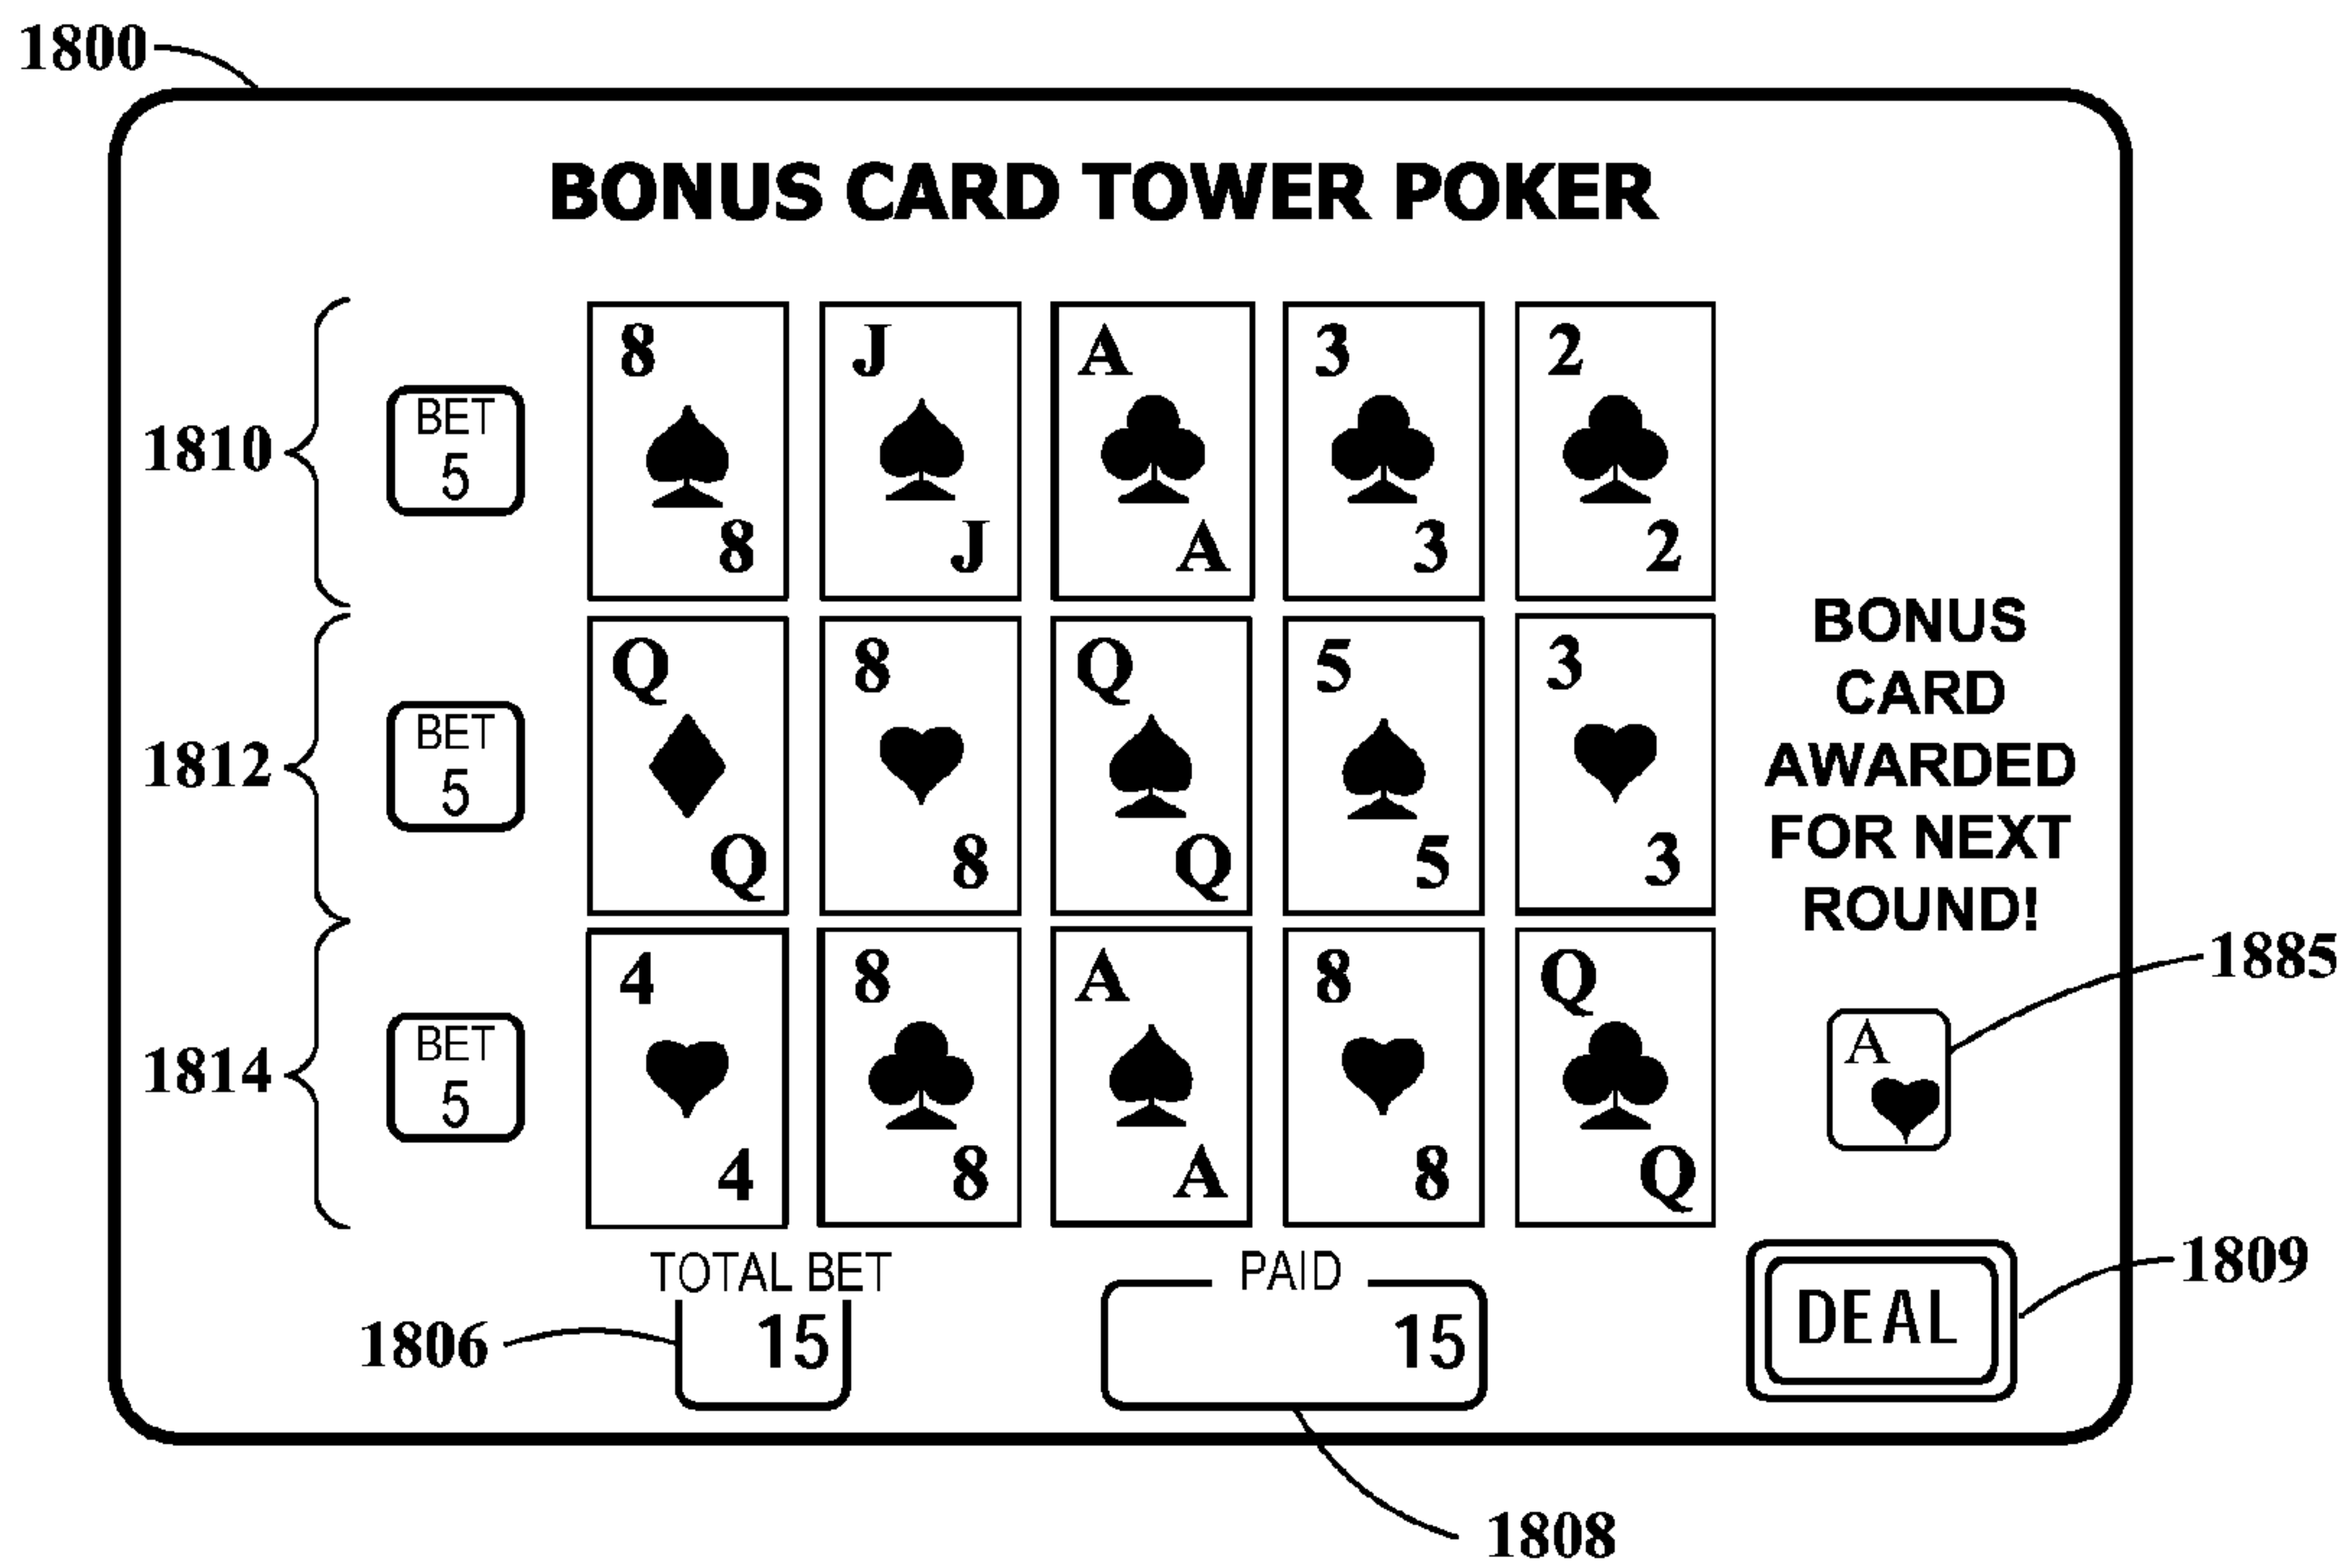 1800
BONUS CARD TOWER POKER
8 J A 3 2
BET
5
1810
8 J A 3 2
Q 8 Q 5 3
BET
5
1812
Q 8 Q 5 3
BONUS
CARD
AWARDED
FOR NEXT
ROUND!
1885
4 8 A 8 Q
BET
5
1814
4 8 A 8 Q
A
TOTAL BET
15
1806
PAID
15
1808
DEAL
1809